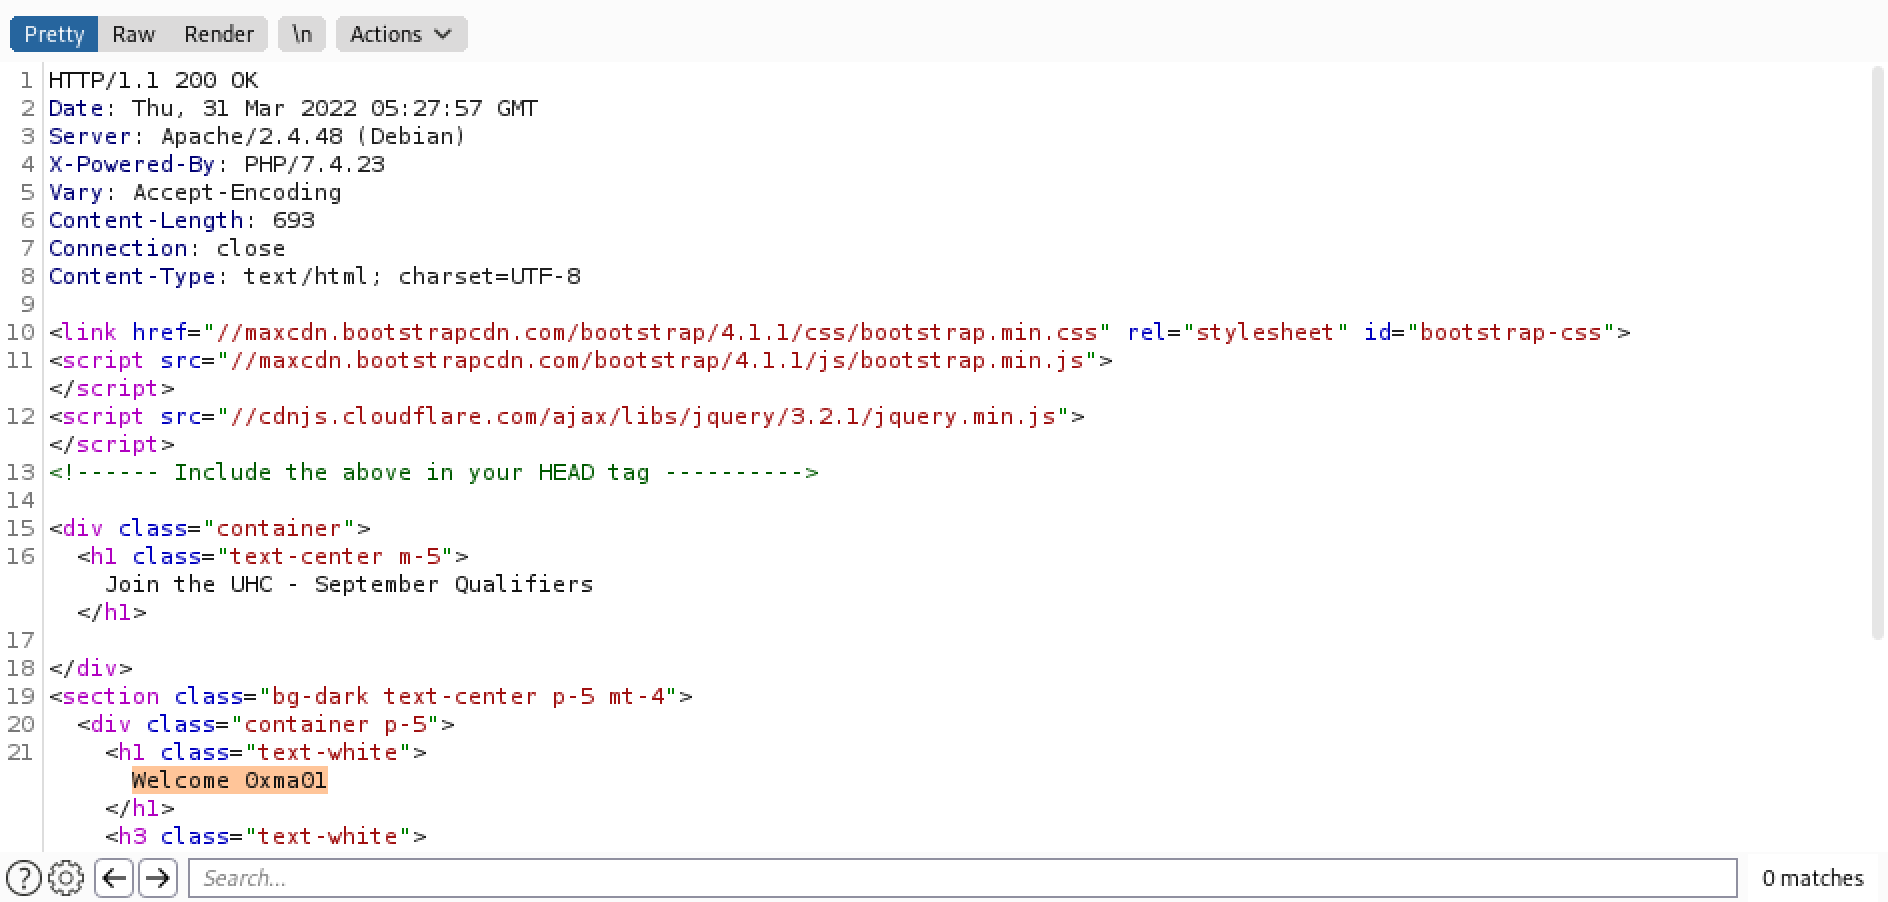 Pretty Raw Render \n Actions
1 HTTP/1.1 200 OK
2 Date: Thu, 31 Mar 2022 05:27:57 GMT
3 Server: Apache/2.4.48 (Debian)
4 X-Powered-By: PHP/7.4.23
5 Vary: Accept-Encoding
6 Content-Length: 693
7 Connection: close
8 Content-Type: text/html; charset=UTF-8
9
10 <link href="//maxcdn.bootstrapcdn.com/bootstrap/4.1.1/css/bootstrap.min.css" rel="stylesheet" id="bootstrap-css">
11 <script src="//maxcdn.bootstrapcdn.com/bootstrap/4.1.1/js/bootstrap.min.js">
</script>
12 <script src="//cdnjs.cloudflare.com/ajax/libs/jquery/3.2.1/jquery.min.js">
</script>
13 <!------ Include the above in your HEAD tag ---------->
14
15 <div class="container">
16 <h1 class="text-center m-5">
Join the UHC - September Qualifiers
</h1>
17
18 </div>
19 <section class="bg-dark text-center p-5 mt-4">
20 <div class="container p-5">
21 <h1 class="text-white">
Welcome 0xma01
</h1>
<h3 class="text-white">
? Search... 0 matches